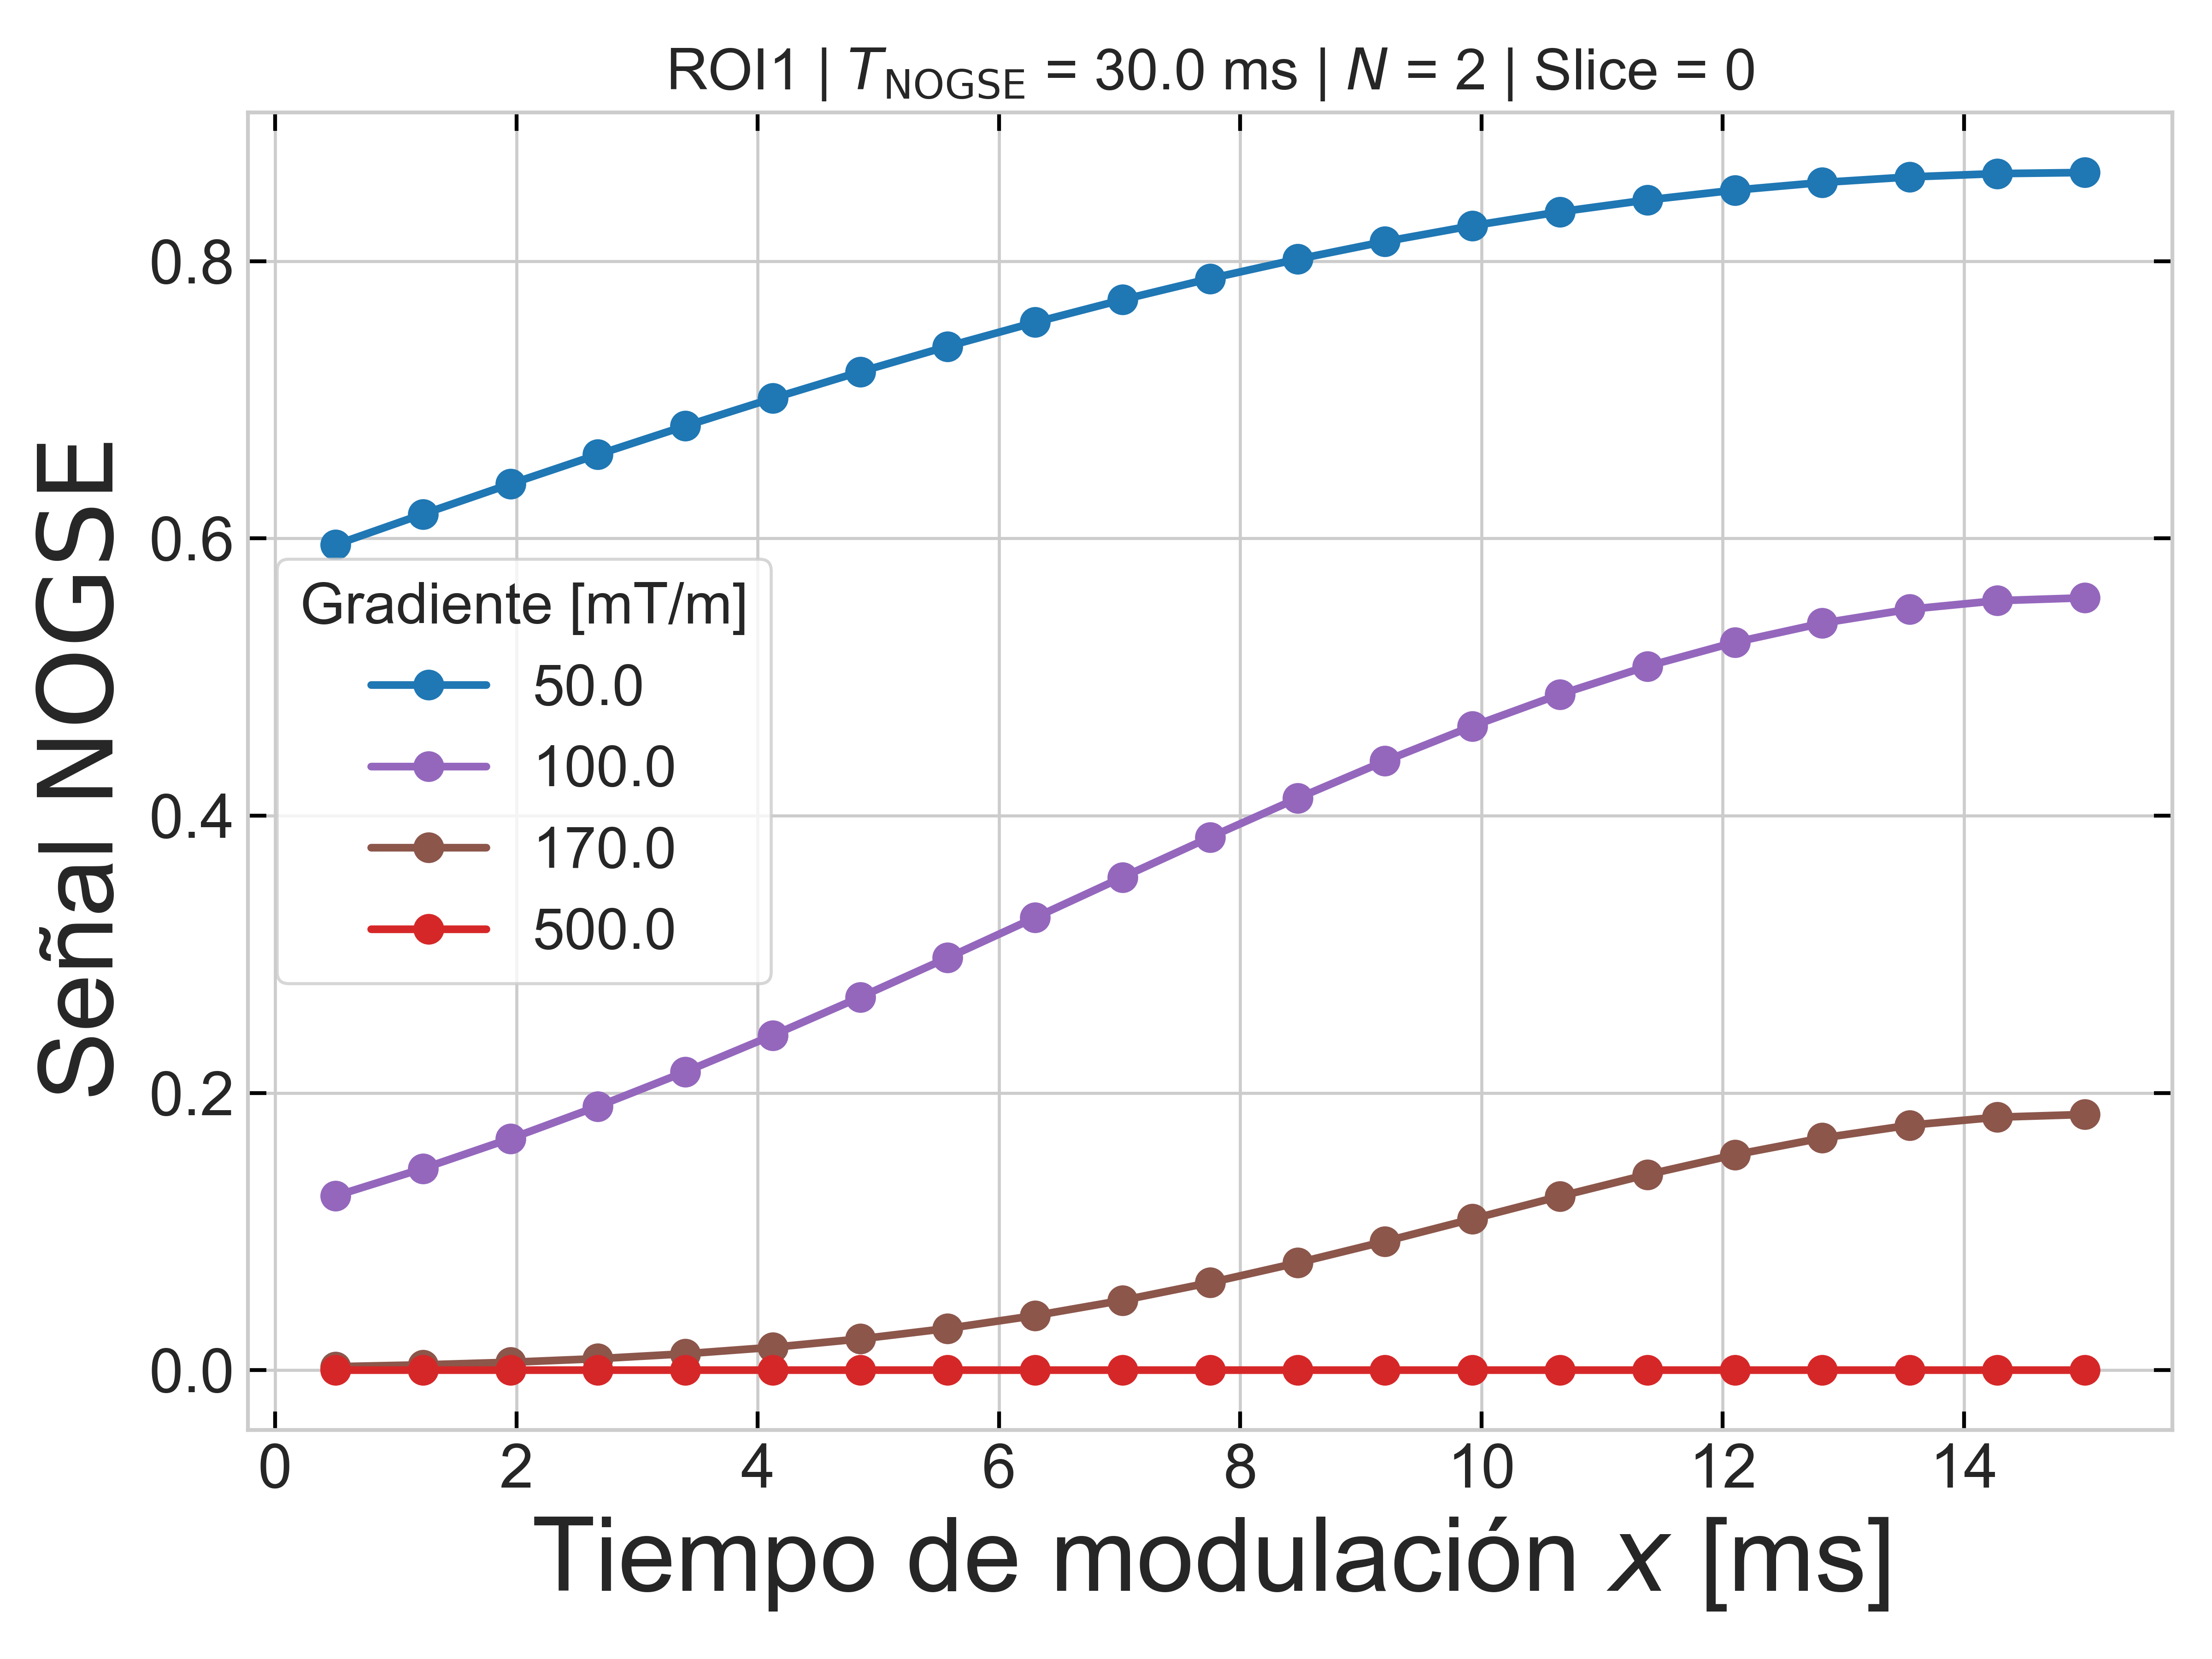 ROI1 | T_NOGSE = 30.0 ms | N = 2 | Slice = 0
Señal NOGSE
0.8
0.6
0.4
0.2
0.0
Gradiente [mT/m]
50.0
100.0
170.0
500.0
0 2 4 6 8 10 12 14
Tiempo de modulación x [ms]